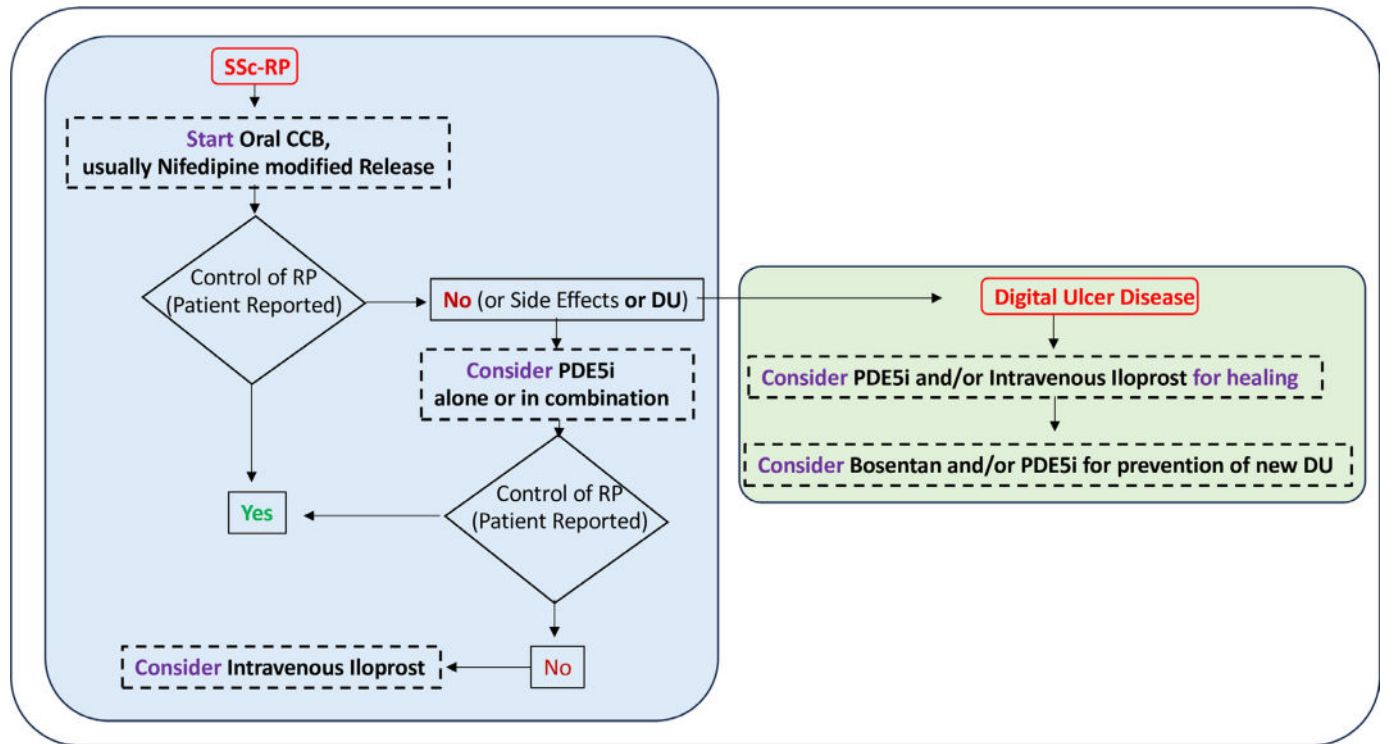 SSc-RP
Start Oral CCB,
usually Nifedipine modified Release
Control of RP
(Patient Reported)
No (or Side Effects or DU)
Consider PDE5i
alone or in combination
Control of RP
(Patient Reported)
Yes
No
Consider Intravenous Iloprost
Digital Ulcer Disease
Consider PDE5i and/or Intravenous Iloprost for healing
Consider Bosentan and/or PDE5i for prevention of new DU